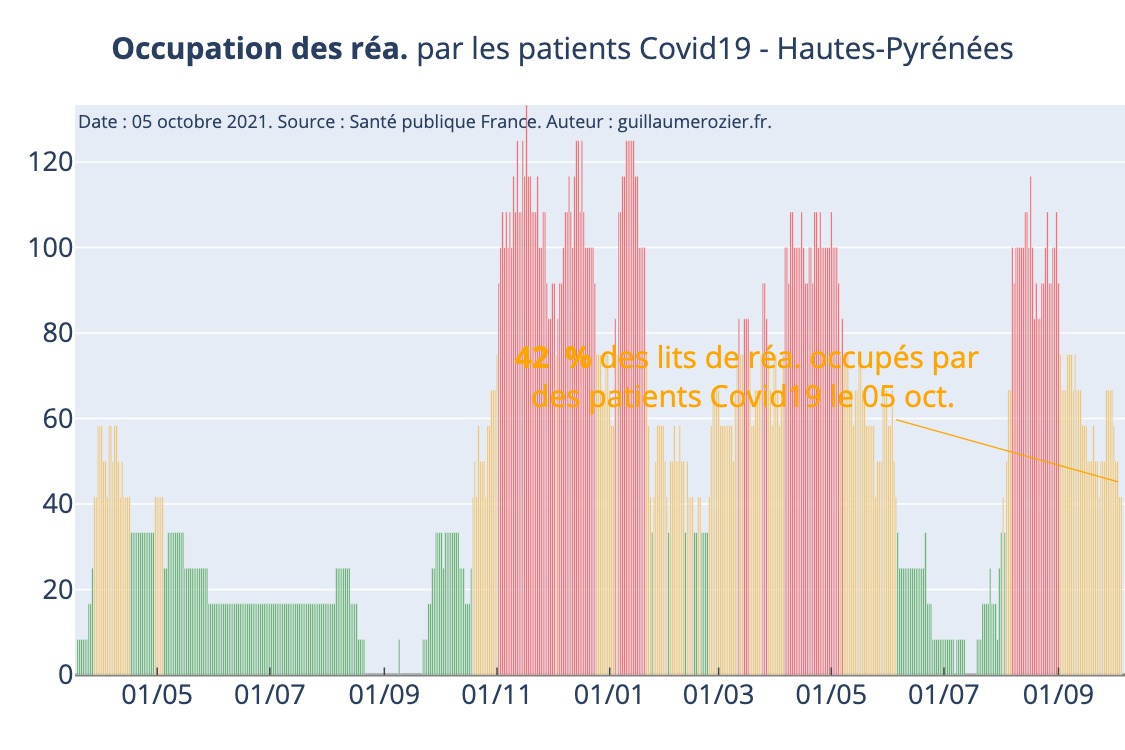 Occupation des réa. par les patients Covid19 - Hautes-Pyrénées
Date : 05 octobre 2021. Source : Santé publique France. Auteur : guillaumerozier.fr.
120
100
80
42 % des lits de réa. occupés par
des patients Covid19 le 05 oct.
60
40
20
0
01/05 01/07 01/09 01/11 01/01 01/03 01/05 01/07 01/09